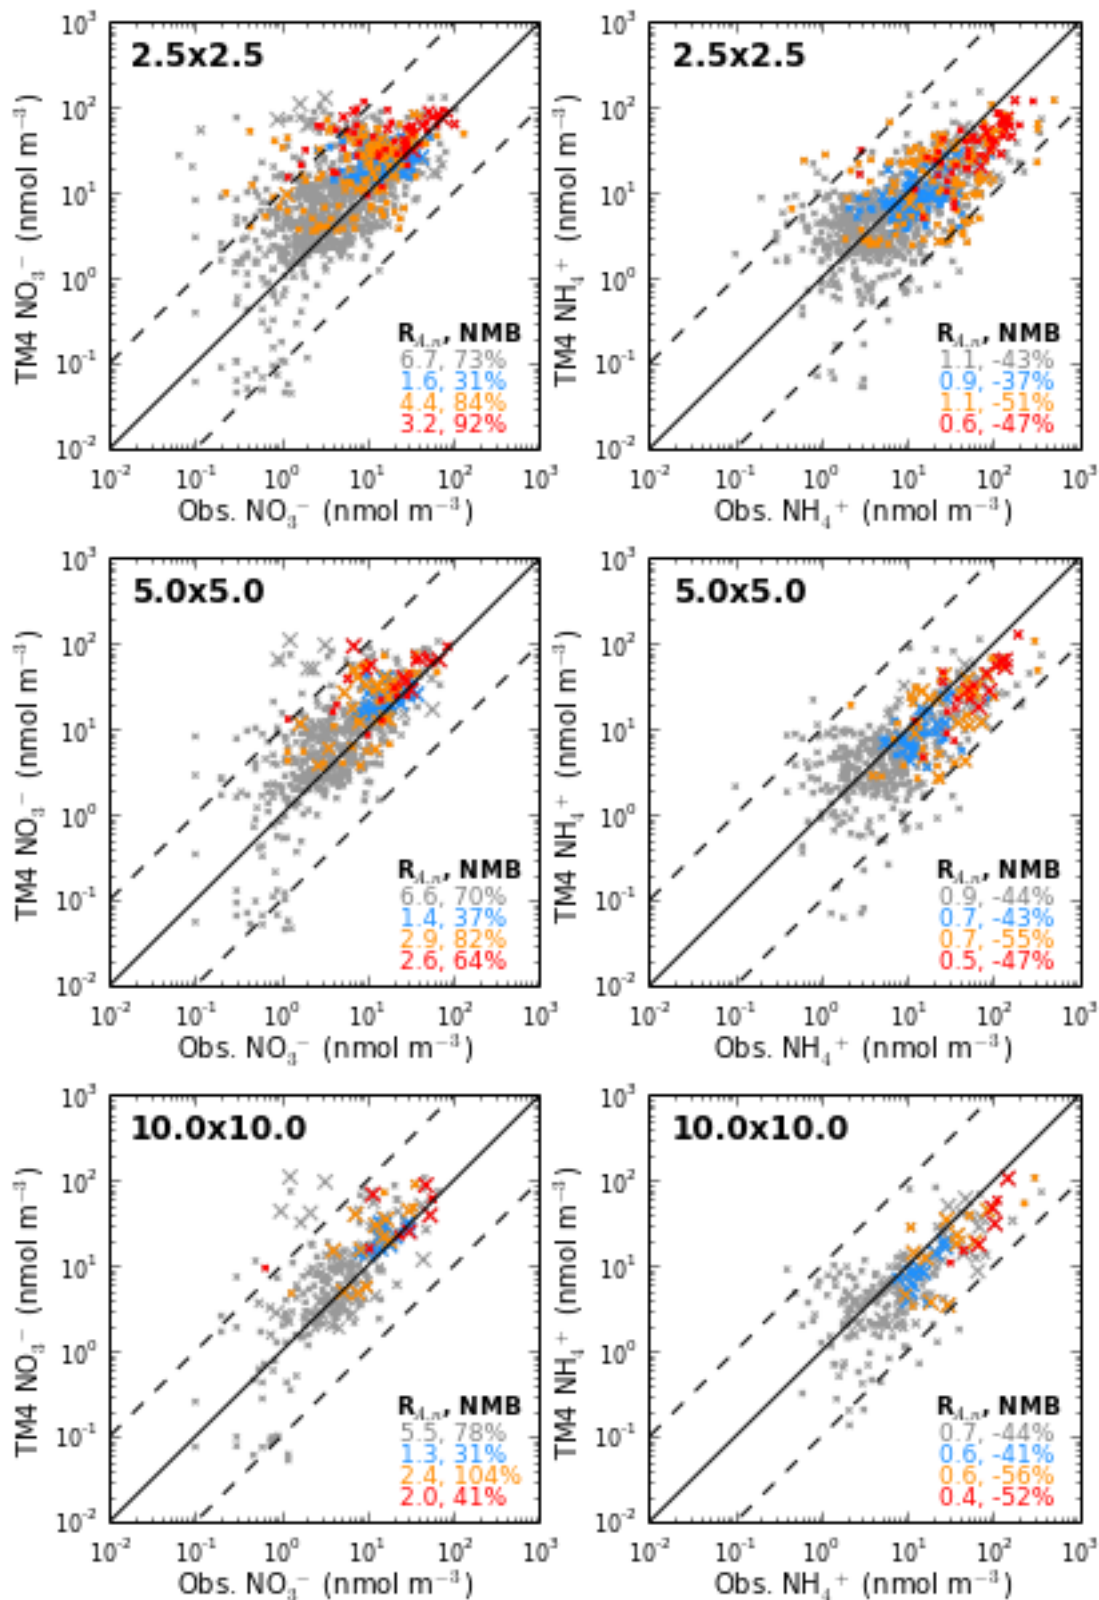 2.5x2.5
TM4 NO₃⁻ (nmol m⁻³)
10³
10²
10¹
10⁰
10⁻¹
10⁻²
R_A,n, NMB
6.7, 73%
1.6, 31%
4.4, 84%
3.2, 92%
10⁻² 10⁻¹ 10⁰ 10¹ 10² 10³
Obs. NO₃⁻ (nmol m⁻³)
2.5x2.5
TM4 NH₄⁺ (nmol m⁻³)
10³
10²
10¹
10⁰
10⁻¹
10⁻²
R_A,n, NMB
1.1, -43%
0.9, -37%
1.1, -51%
0.6, -47%
10⁻² 10⁻¹ 10⁰ 10¹ 10² 10³
Obs. NH₄⁺ (nmol m⁻³)
5.0x5.0
TM4 NO₃⁻ (nmol m⁻³)
10³
10²
10¹
10⁰
10⁻¹
10⁻²
R_A,n, NMB
6.6, 70%
1.4, 37%
2.9, 82%
2.6, 64%
10⁻² 10⁻¹ 10⁰ 10¹ 10² 10³
Obs. NO₃⁻ (nmol m⁻³)
5.0x5.0
TM4 NH₄⁺ (nmol m⁻³)
10³
10²
10¹
10⁰
10⁻¹
10⁻²
R_A,n, NMB
0.9, -44%
0.7, -43%
0.7, -55%
0.5, -47%
10⁻² 10⁻¹ 10⁰ 10¹ 10² 10³
Obs. NH₄⁺ (nmol m⁻³)
10.0x10.0
TM4 NO₃⁻ (nmol m⁻³)
10³
10²
10¹
10⁰
10⁻¹
10⁻²
R_A,n, NMB
5.5, 78%
1.3, 31%
2.4, 104%
2.0, 41%
10⁻² 10⁻¹ 10⁰ 10¹ 10² 10³
Obs. NO₃⁻ (nmol m⁻³)
10.0x10.0
TM4 NH₄⁺ (nmol m⁻³)
10³
10²
10¹
10⁰
10⁻¹
10⁻²
R_A,n, NMB
0.7, -44%
0.6, -41%
0.6, -56%
0.4, -52%
10⁻² 10⁻¹ 10⁰ 10¹ 10² 10³
Obs. NH₄⁺ (nmol m⁻³)